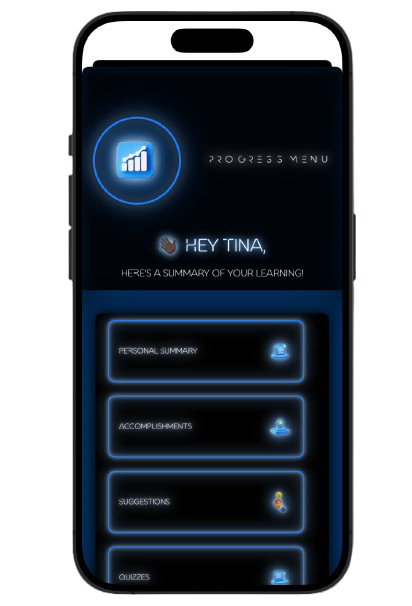 PROGRESS MENU
👋🏾 HEY TINA,
HERE'S A SUMMARY OF YOUR LEARNING!
PERSONAL SUMMARY
ACCOMPLISHMENTS
SUGGESTIONS
QUIZZES